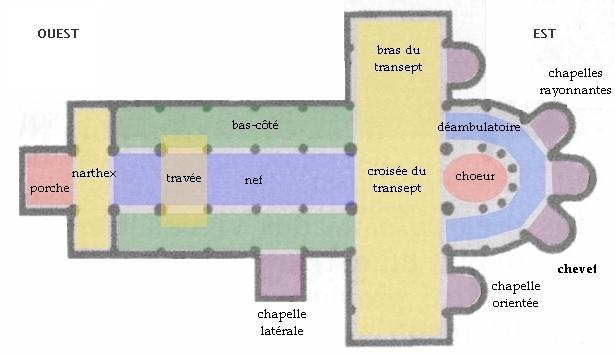 OUEST
EST
bras du
transept
chapelles
rayonnantes
bas-côté
déambulatoire
narthex
porche
travée
nef
croisée du
transept
choeur
chevet
chapelle
orientée
chapelle
latérale